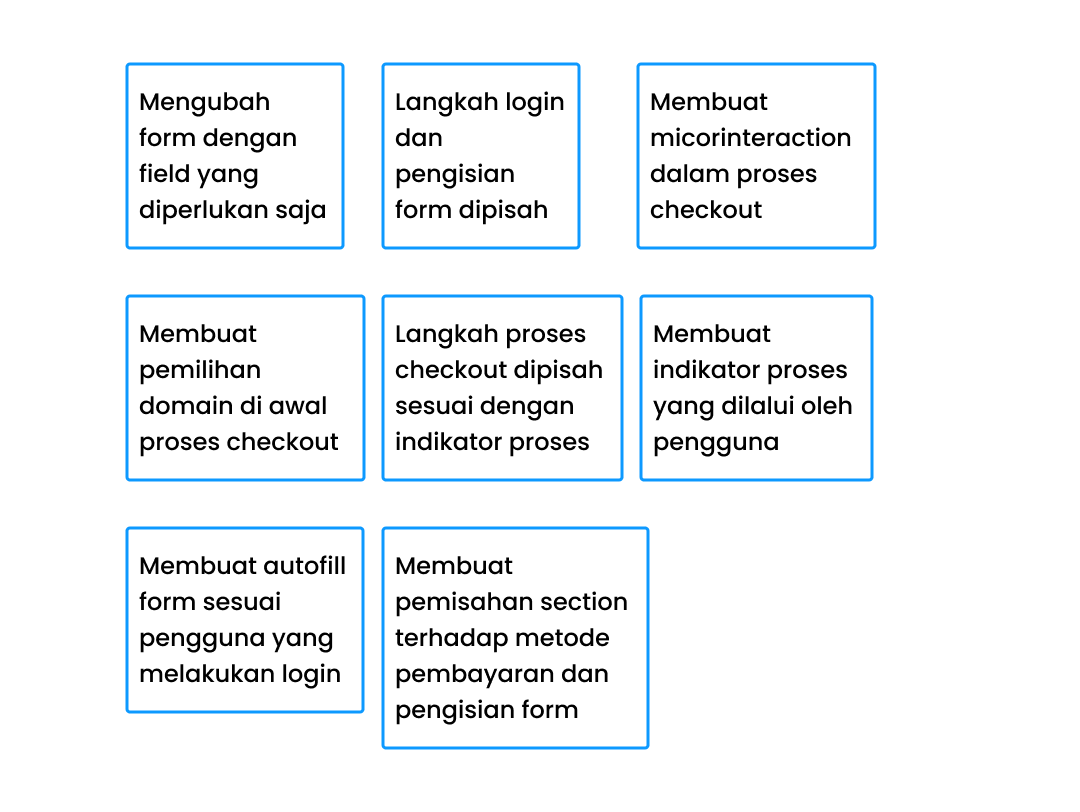 Mengubah
form dengan
field yang
diperlukan saja
Langkah login
dan
pengisian
form dipisah
Membuat
micorinteraction
dalam proses
checkout
Membuat
pemilihan
domain di awal
proses checkout
Langkah proses
checkout dipisah
sesuai dengan
indikator proses
Membuat
indikator proses
yang dilalui oleh
pengguna
Membuat autofill
form sesuai
pengguna yang
melakukan login
Membuat
pemisahan section
terhadap metode
pembayaran dan
pengisian form